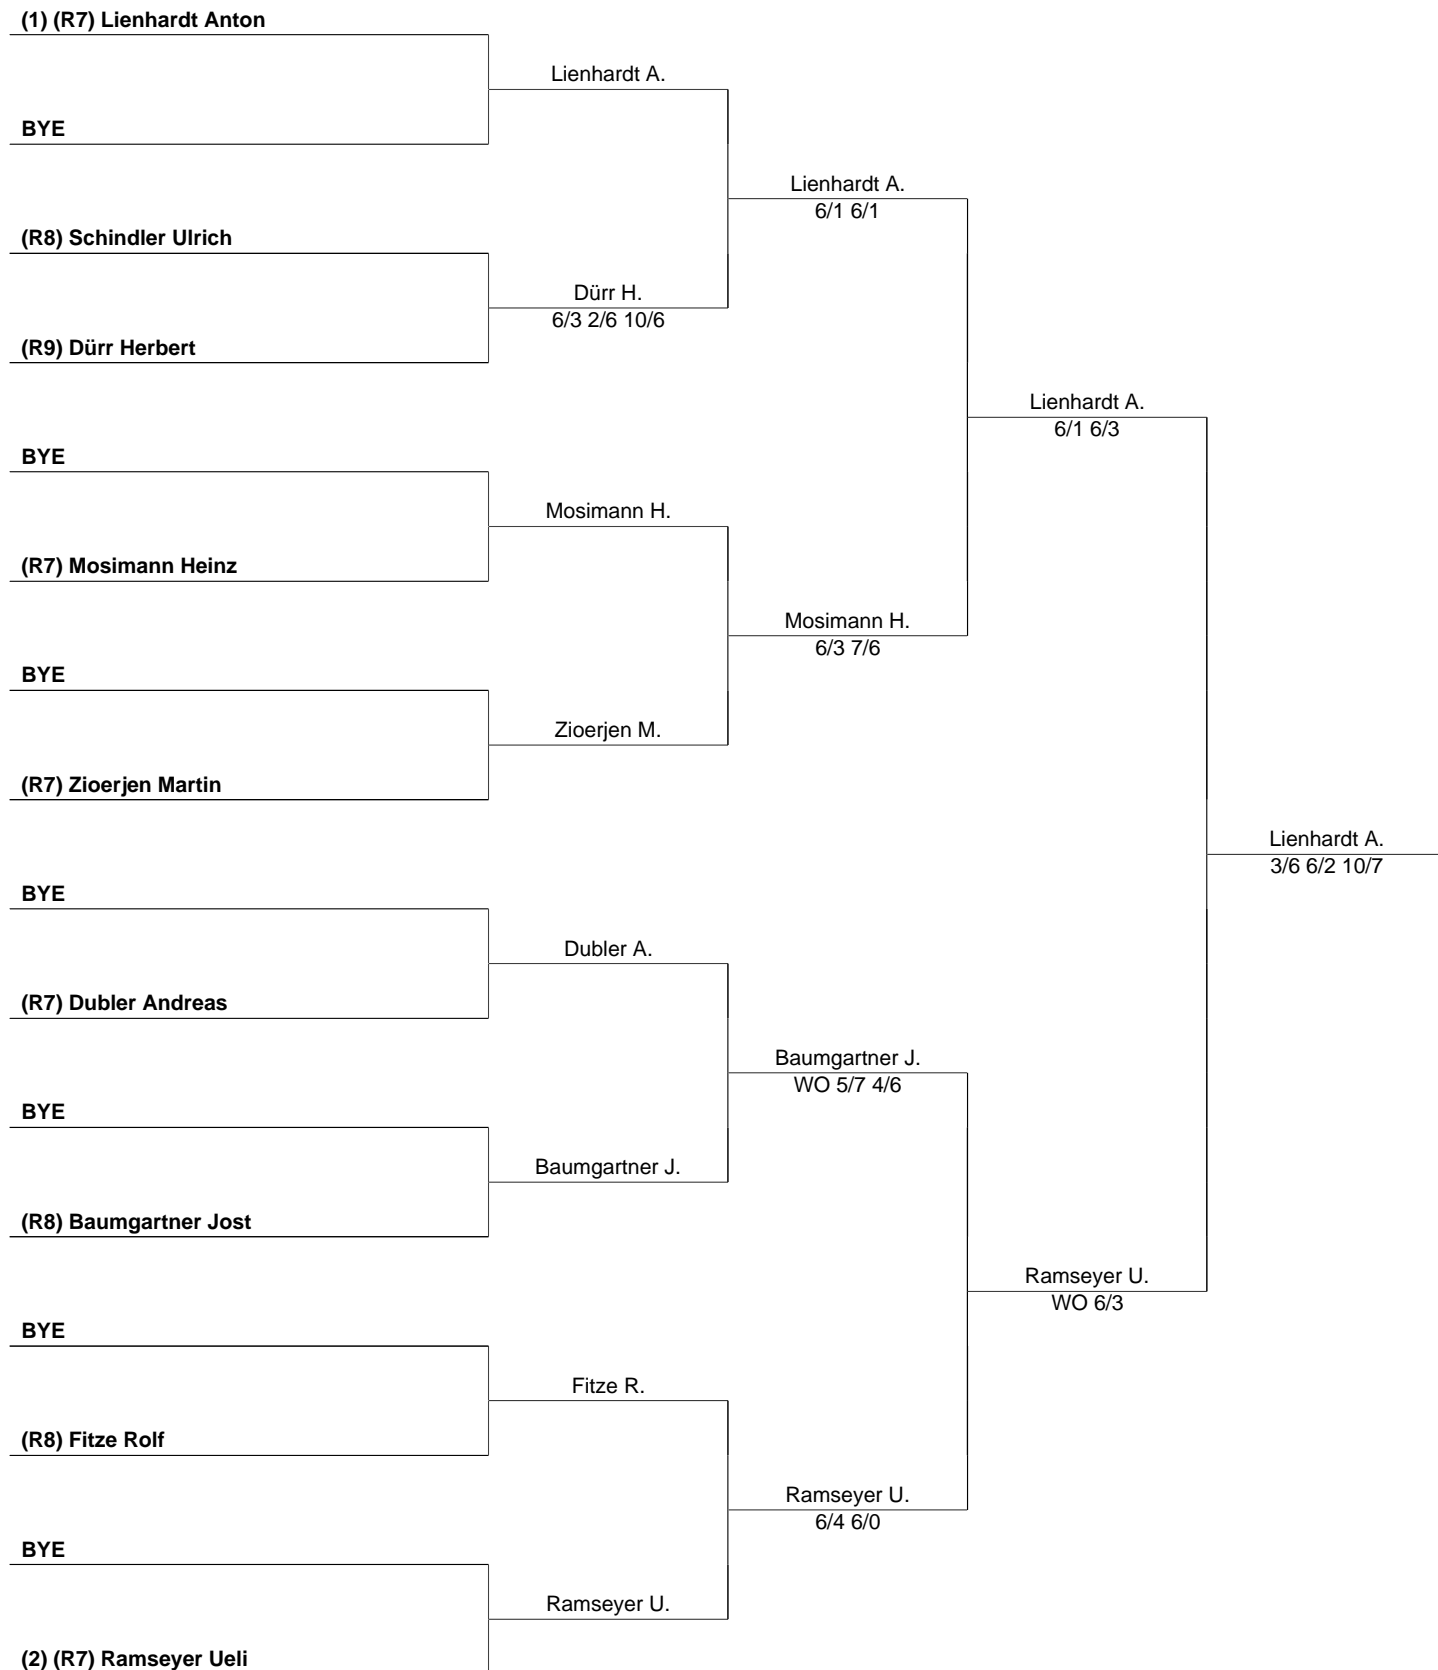 (1) (R7) Lienhardt Anton
Lienhardt A.
BYE
Lienhardt A.
6/1 6/1
(R8) Schindler Ulrich
Dürr H.
6/3 2/6 10/6
(R9) Dürr Herbert
Lienhardt A.
6/1 6/3
BYE
Mosimann H.
(R7) Mosimann Heinz
Mosimann H.
6/3 7/6
BYE
Zioerjen M.
(R7) Zioerjen Martin
Lienhardt A.
3/6 6/2 10/7
BYE
Dubler A.
(R7) Dubler Andreas
Baumgartner J.
WO 5/7 4/6
BYE
Baumgartner J.
(R8) Baumgartner Jost
Ramseyer U.
WO 6/3
BYE
Fitze R.
(R8) Fitze Rolf
Ramseyer U.
6/4 6/0
BYE
Ramseyer U.
(2) (R7) Ramseyer Ueli